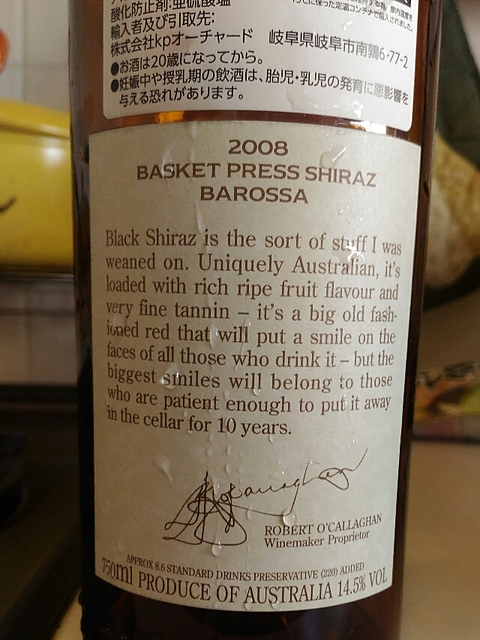 酸化防止剤:亜硫酸塩
輸入者及び引取先:
株式会社kpオーチャード 岐阜県岐阜市南鶉6-77-2
●お酒は20歳になってから。
●妊娠中や授乳期の飲酒は、胎児・乳児の発育に悪影響を
与える恐れがあります。
2008
BASKET PRESS SHIRAZ
BAROSSA
Black Shiraz is the sort of stuff I was
weaned on. Uniquely Australian, it's
loaded with rich ripe fruit flavour and
very fine tannin – it's a big old fash-
ioned red that will put a smile on the
faces of all those who drink it – but the
biggest smiles will belong to those
who are patient enough to put it away
in the cellar for 10 years.
ROBERT O'CALLAGHAN
Winemaker Proprietor
APPROX 8.6 STANDARD DRINKS PRESERVATIVE (220) ADDED
750ml PRODUCE OF AUSTRALIA 14.5% VOL